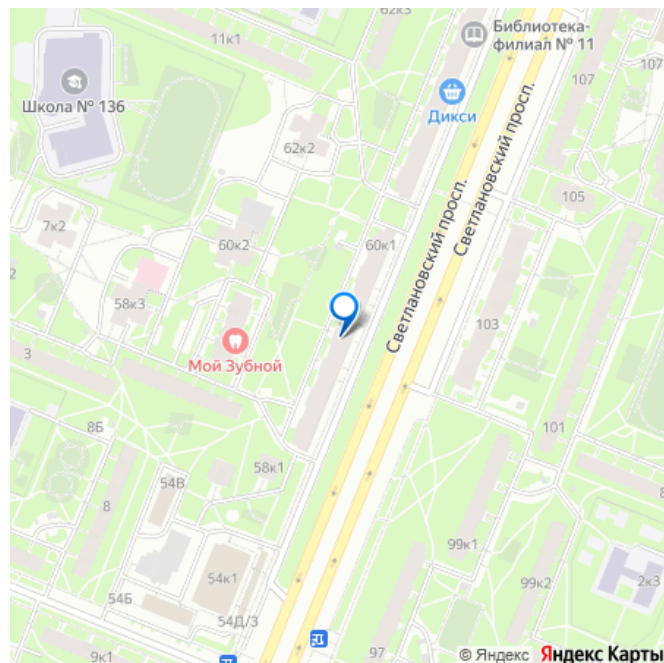 62к3
Библиотека-
филиал № 11
11к1
107
Школа № 136
Дикси
107
62к2
Светлановский просп.
Светлановский просп.
105
7к2
60к2
60к1
2
58к3
103
Мой Зубной
3
8Б
101
58к1
54В
8
8
99к1
54к1
99к2
2к3
54Б
54Д/3
97
9к1
© Яндекс Яндекс Карты